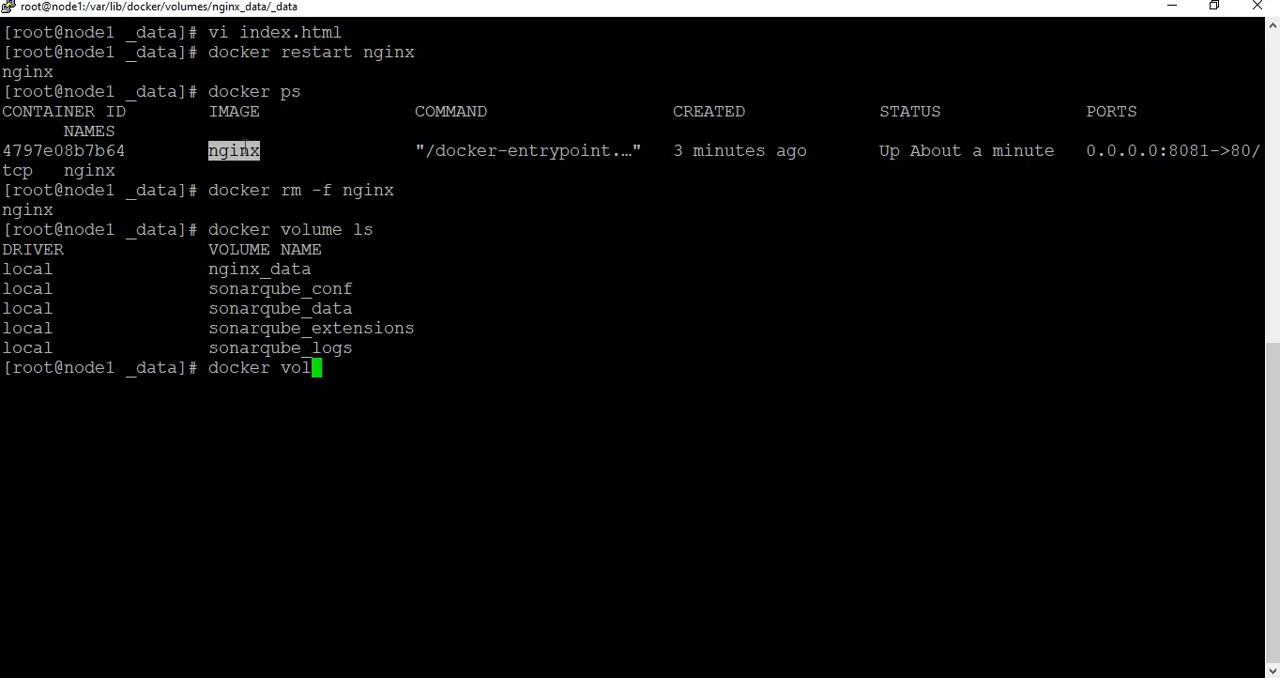 root@node1:/var/lib/docker/volumes/nginx_data/_data
[root@node1 _data]# vi index.html
[root@node1 _data]# docker restart nginx
nginx
[root@node1 _data]# docker ps
CONTAINER ID        IMAGE               COMMAND                  CREATED             STATUS              PORTS
      NAMES
4797e08b7b64        nginx               "/docker-entrypoint.…"   3 minutes ago       Up About a minute   0.0.0.0:8081->80/
tcp   nginx
[root@node1 _data]# docker rm -f nginx
nginx
[root@node1 _data]# docker volume ls
DRIVER              VOLUME NAME
local               nginx_data
local               sonarqube_conf
local               sonarqube_data
local               sonarqube_extensions
local               sonarqube_logs
[root@node1 _data]# docker vol